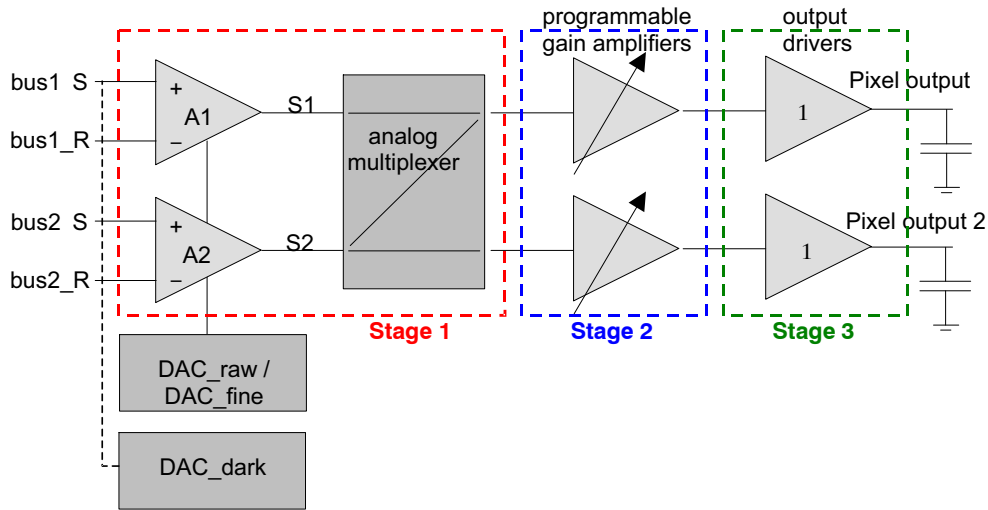 programmable
gain amplifiers
output
drivers
bus1 S
bus1_R
+
A1
−
S1
analog
multiplexer
1
Pixel output
bus2 S
bus2_R
+
A2
−
S2
1
Pixel output 2
Stage 1
Stage 2
Stage 3
DAC_raw /
DAC_fine
DAC_dark